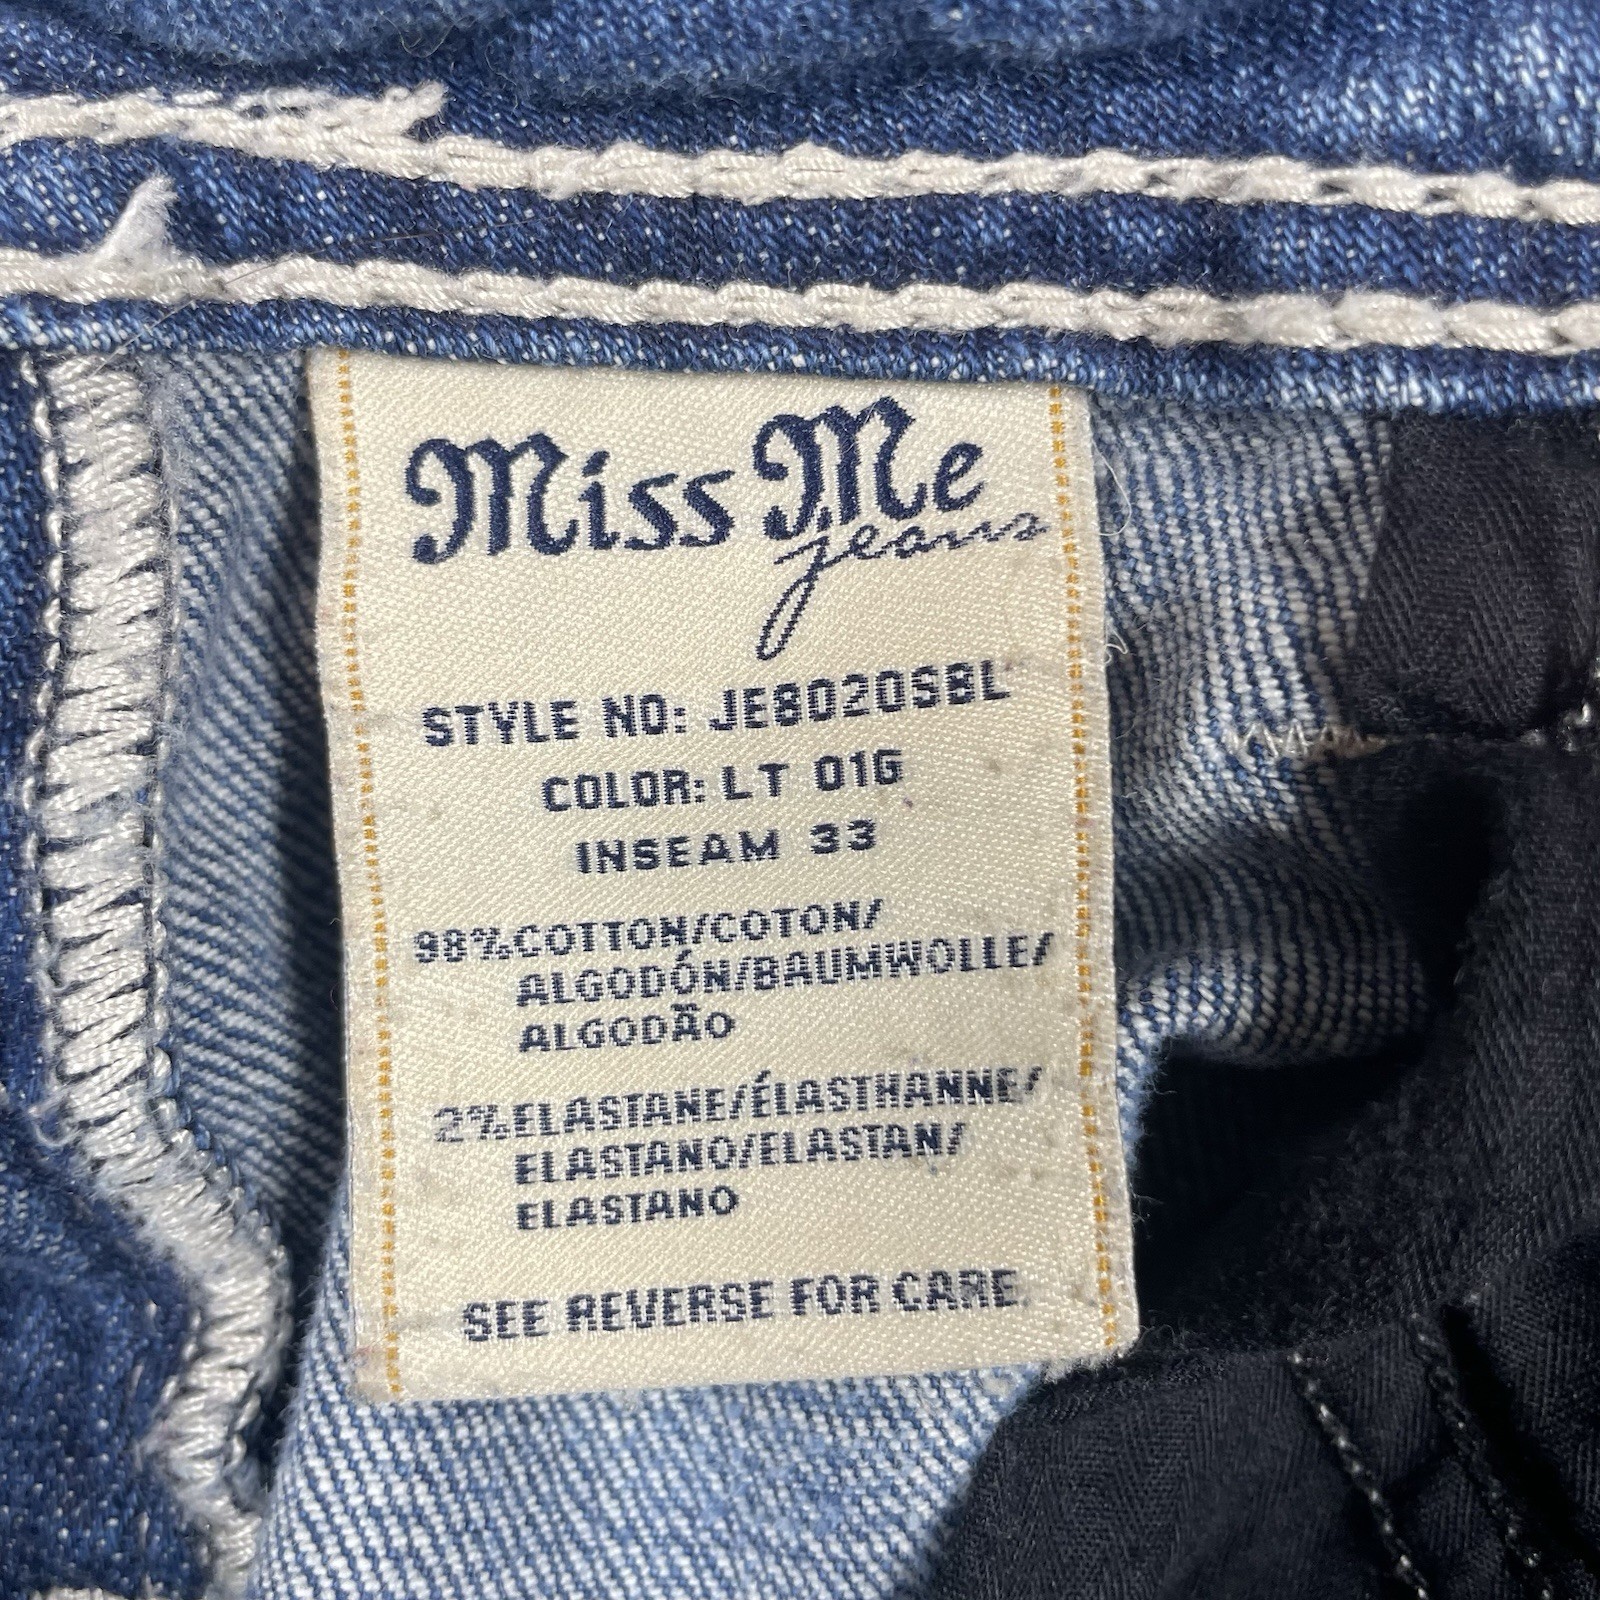 Miss Me
jeans
STYLE NO: JE8020SBL
COLOR: LT 01G
INSEAM 33
98%COTTON/COTON/
ALGODÓN/BAUMWOLLE/
ALGODÃO
2%ELASTANE/ÉLASTHANNE/
ELASTANO/ELASTAN/
ELASTANO
SEE REVERSE FOR CARE.